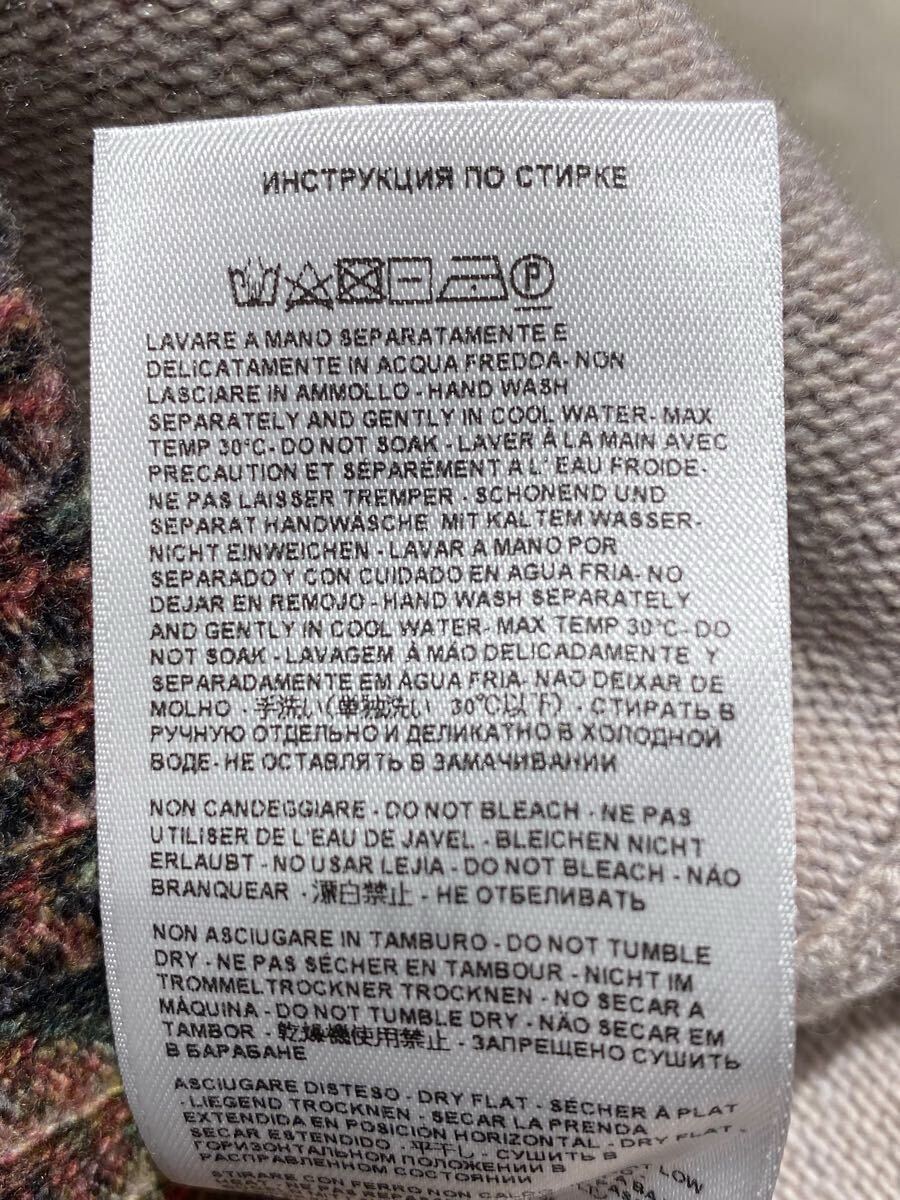 ИНСТРУКЦИЯ ПО СТИРКЕ
P
LAVARE A MANO SEPARATAMENTE E
DELICATAMENTE IN ACQUA FREDDA- NON
LASCIARE IN AMMOLLO - HAND WASH
SEPARATELY AND GENTLY IN COOL WATER- MAX
TEMP 30°C- DO NOT SOAK - LAVER À LA MAIN AVEC
PRECAUTION ET SÉPARÉMENT A L' EAU FROIDE-
NE PAS LAISSER TREMPER - SCHONEND UND
SEPARAT HANDWÄSCHE MIT KALTEM WASSER-
NICHT EINWEICHEN - LAVAR A MANO POR
SEPARADO Y CON CUIDADO EN AGUA FRIA- NO
DEJAR EN REMOJO - HAND WASH SEPARATELY
AND GENTLY IN COOL WATER- MAX TEMP 30°C- DO
NOT SOAK - LAVAGEM À MÃO DELICADAMENTE Y
SEPARADAMENTE EM ÁGUA FRIA- NÃO DEIXAR DE
MOLHO - 手洗い(単独洗い 30℃以下) - СТИРАТЬ В
РУЧНУЮ ОТДЕЛЬНО И ДЕЛИКАТНО В ХОЛОДНОЙ
ВОДЕ- НЕ ОСТАВЛЯТЬ В ЗАМАЧИВАНИИ
NON CANDEGGIARE - DO NOT BLEACH - NE PAS
UTILISER DE L'EAU DE JAVEL - BLEICHEN NICHT
ERLAUBT - NO USAR LEJIA - DO NOT BLEACH - NÃO
BRANQUEAR - 漂白禁止 - НЕ ОТБЕЛИВАТЬ
NON ASCIUGARE IN TAMBURO - DO NOT TUMBLE
DRY - NE PAS SÉCHER EN TAMBOUR - NICHT IM
TROMMELTROCKNER TROCKNEN - NO SECAR A
MÁQUINA - DO NOT TUMBLE DRY - NÃO SECAR EM
TAMBOR - 乾燥機使用禁止 - ЗАПРЕЩЕНО СУШИТЬ
В БАРАБАНЕ
ASCIUGARE DISTESO - DRY FLAT - SÉCHER À PLAT
- LIEGEND TROCKNEN - SECAR LA PRENDA
EXTENDIDA EN POSICIÓN HORIZONTAL - DRY FLAT -
SECAR ESTENDIDO - 平干し - СУШИТЬ В
ГОРИЗОНТАЛЬНОМ ПОЛОЖЕНИИ В
РАСПРАВЛЕННОМ СОСТОЯНИИ
STIRARE CON FERRO NON LOW